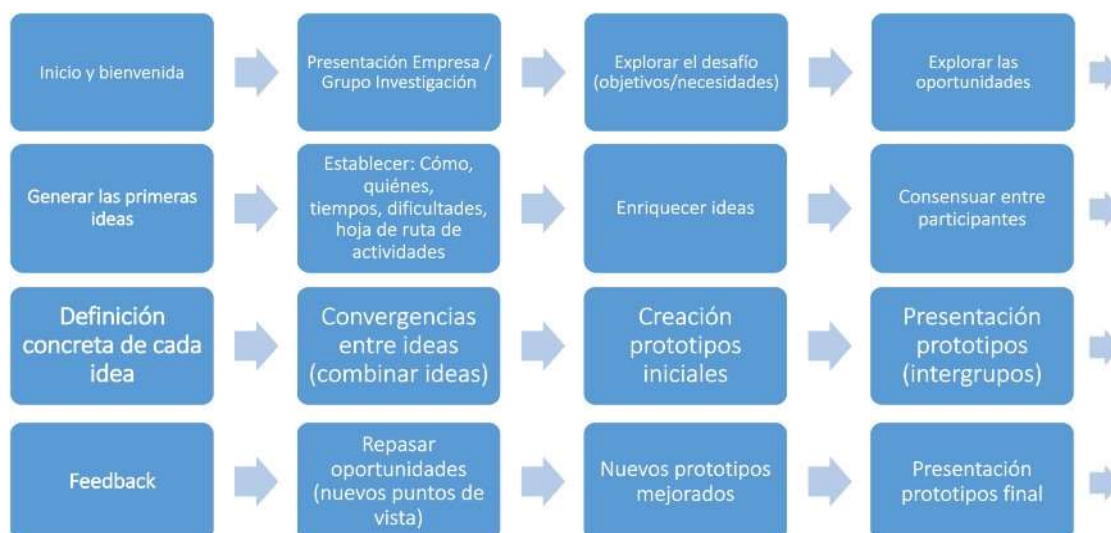 Inicio y bienvenida
Presentación Empresa /
Grupo Investigación
Explorar el desafío
(objetivos/necesidades)
Explorar las
oportunidades
Generar las primeras
ideas
Establecer: Cómo,
quiénes,
tiempos, dificultades,
hoja de ruta de
actividades
Enriquecer ideas
Consensuar entre
participantes
Definición
concreta de cada
idea
Convergencias
entre ideas
(combinar ideas)
Creación
prototipos
iniciales
Presentación
prototipos
(intergrupos)
Feedback
Repasar
oportunidades
(nuevos puntos de
vista)
Nuevos prototipos
mejorados
Presentación
prototipos final